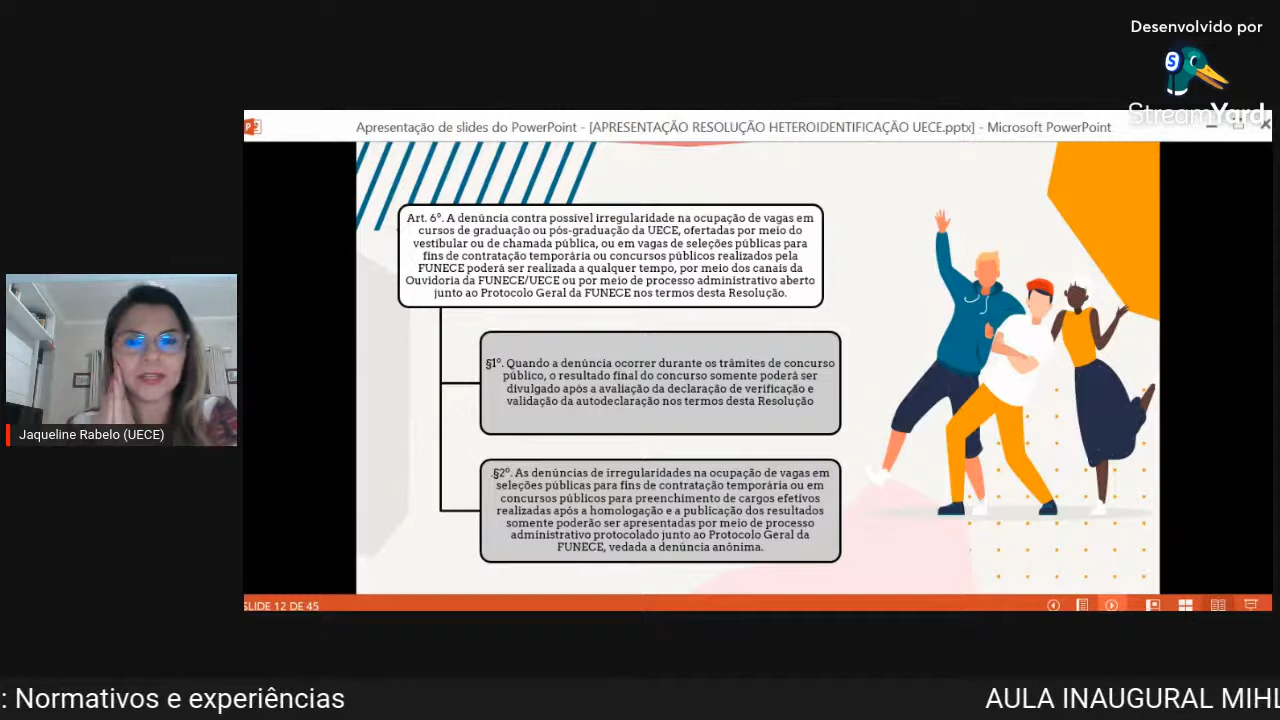 Desenvolvido por
StreamYard
Apresentação de slides do PowerPoint - [APRESENTAÇÃO RESOLUÇÃO HETEROIDENTIFICAÇÃO UECE.pptx] - Microsoft PowerPoint
Art. 6º. A denúncia contra possível irregularidade na ocupação de vagas em
cursos de graduação ou pós-graduação da UECE, ofertadas por meio do
vestibular ou de chamada pública, ou em vagas de seleções públicas para
fins de contratação temporária ou concursos públicos realizados pela
FUNECE poderá ser realizada a qualquer tempo, por meio dos canais da
Ouvidoria da FUNECE/UECE ou por meio de processo administrativo aberto
junto ao Protocolo Geral da FUNECE nos termos desta Resolução.
§1º. Quando a denúncia ocorrer durante os trâmites de concurso
público, o resultado final do concurso somente poderá ser
divulgado após a avaliação da declaração de verificação e
validação da autodeclaração nos termos desta Resolução
.§2º. As denúncias de irregularidades na ocupação de vagas em
seleções públicas para fins de contratação temporária ou em
concursos públicos para preenchimento de cargos efetivos
realizadas após a homologação e a publicação dos resultados
somente poderão ser apresentadas por meio de processo
administrativo protocolado junto ao Protocolo Geral da
FUNECE, vedada a denúncia anônima.
Jaqueline Rabelo (UECE)
SLIDE 12 DE 45
: Normativos e experiências
AULA INAUGURAL MIHL